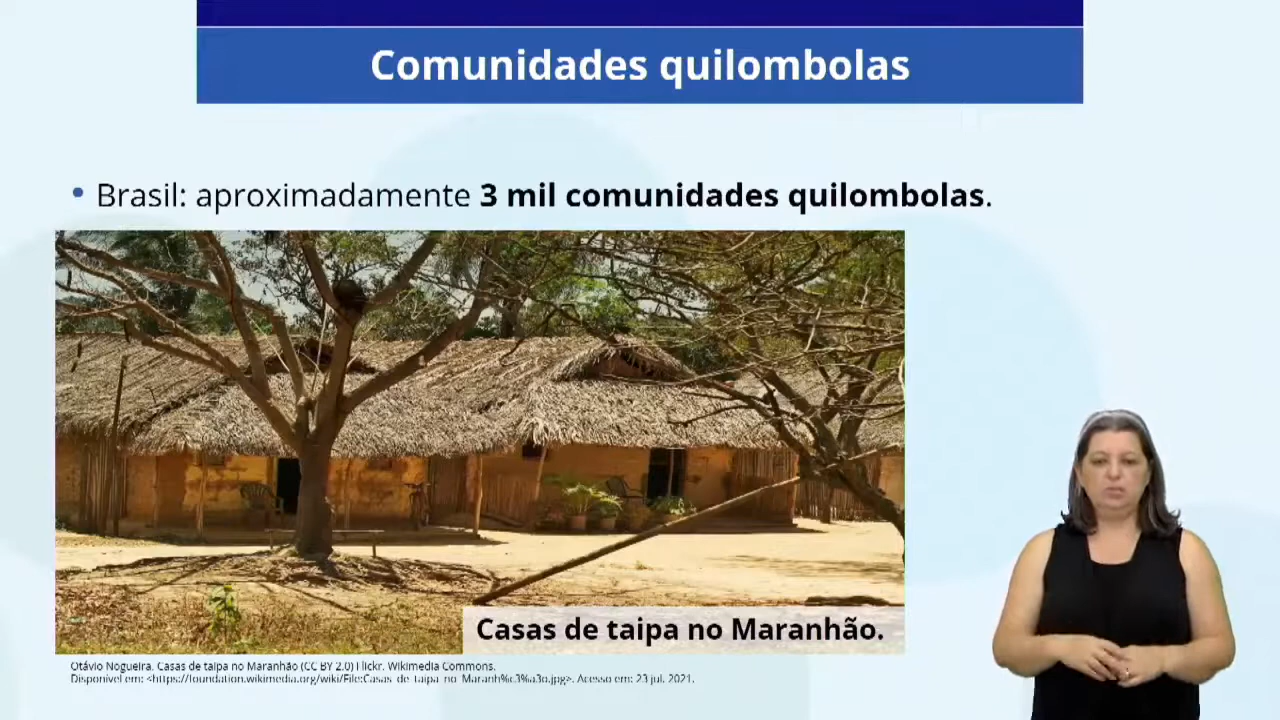 Comunidades quilombolas
• Brasil: aproximadamente 3 mil comunidades quilombolas.
Casas de taipa no Maranhão.
Otávio Nogueira. Casas de taipa no Maranhão (CC BY 2.0) Flickr. Wikimedia Commons.
Disponível em: <https://foundation.wikimedia.org/wiki/File:Casas_de_taipa_no_Maranh%c3%a3o.jpg>. Acesso em: 23 jul. 2021.